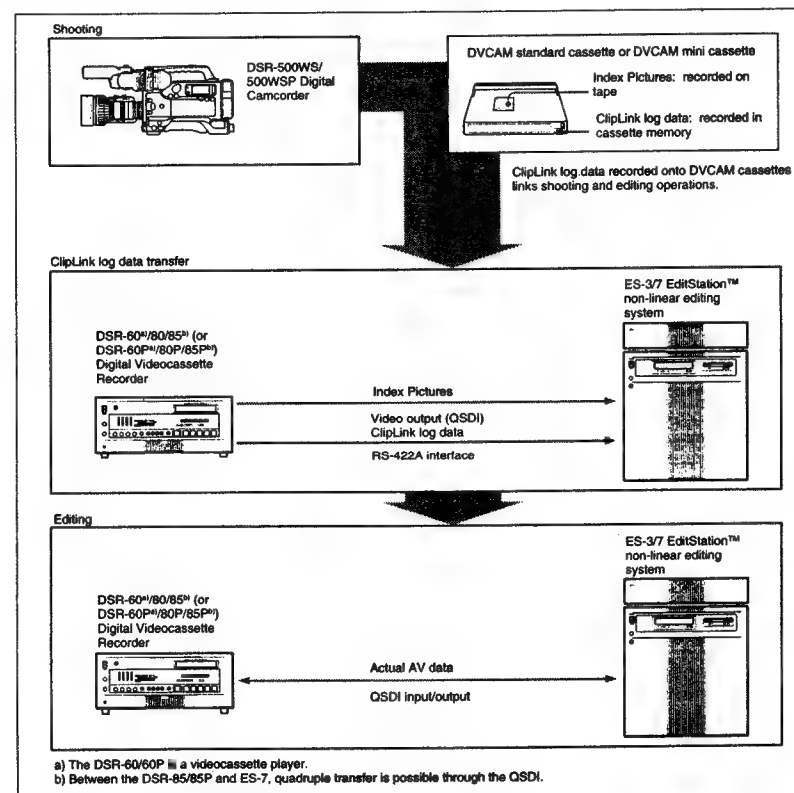 Shooting
DSR-500WS/
500WSP Digital
Camcorder
DVCAM standard cassette or DVCAM mini cassette
Index Pictures: recorded on
tape
ClipLink log data: recorded in
cassette memory
ClipLink log data recorded onto DVCAM cassettes
links shooting and editing operations.
ClipLink log data transfer
DSR-60a)/80/85b) (or
DSR-60Pa)/80P/85Pb))
Digital Videocassette
Recorder
Index Pictures
Video output (QSDI)
ClipLink log data
RS-422A interface
ES-3/7 EditStation™
non-linear editing
system
Editing
DSR-60a)/80/85b) (or
DSR-60Pa)/80P/85Pb))
Digital Videocassette
Recorder
Actual AV data
QSDI input/output
ES-3/7 EditStation™
non-linear editing
system
a) The DSR-60/60P a videocassette player.
b) Between the DSR-85/85P and ES-7, quadruple transfer is possible through the QSDI.